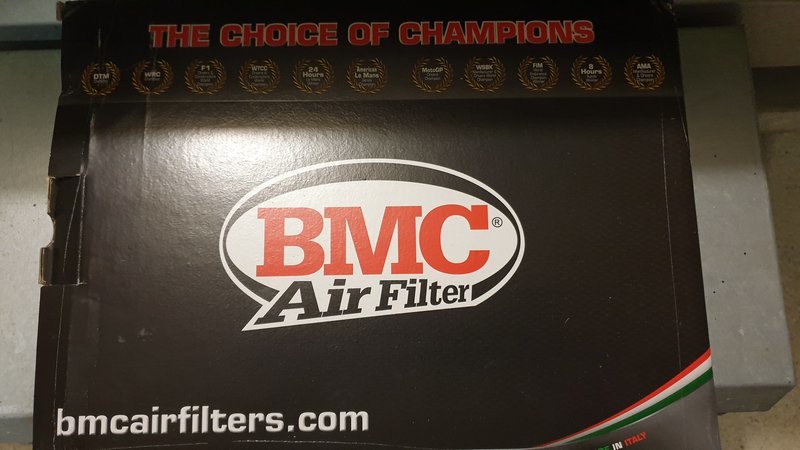 THE CHOICE OF CHAMPIONS
DTM WRC F1 WTCC 24 Hours American Le Mans MotoGP WSBK FIM 8 Hours AMA
BMC®
Air Filter
bmcairfilters.com
IN ITALY